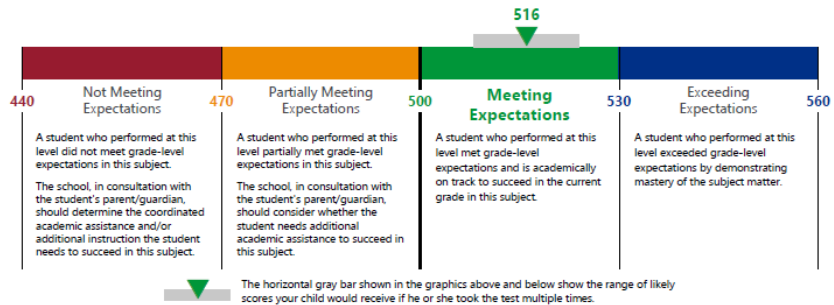 516
440
Not Meeting
Expectations
470
Partially Meeting
Expectations
500
Meeting
Expectations
530
Exceeding
Expectations
560
A student who performed at this
level did not meet grade-level
expectations in this subject.
The school, in consultation with
the student's parent/guardian,
should determine the coordinated
academic assistance and/or
additional instruction the student
needs to succeed in this subject.
A student who performed at this
level partially met grade-level
expectations in this subject.
The school, in consultation with
the student's parent/guardian,
should consider whether the
student needs additional
academic assistance to succeed in
this subject.
A student who performed at this
level met grade-level
expectations and is academically
on track to succeed in the current
grade in this subject.
A student who performed at this
level exceeded grade-level
expectations by demonstrating
mastery of the subject matter.
The horizontal gray bar shown in the graphics above and below show the range of likely
scores your child would receive if he or she took the test multiple times.